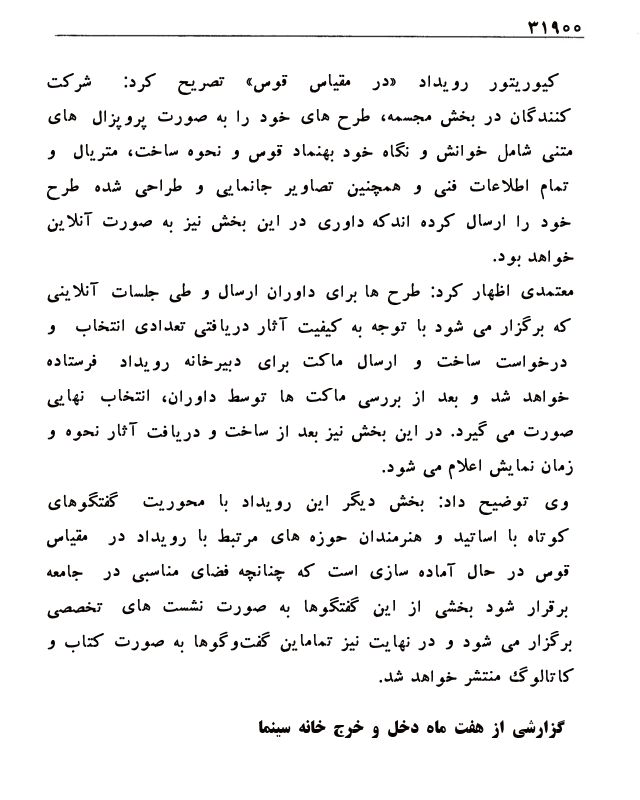 ۳۱۹۰۰
کیوریتور رویداد «در مقیاس قوس» تصریح کرد: شرکت
کنندگان در بخش مجسمه، طرح های خود را به صورت پروپزال های
متنی شامل خوانش و نگاه خود بهنماد قوس و نحوه ساخت، متریال و
تمام اطلاعات فنی و همچنین تصاویر جانمایی و طراحی شده طرح
خود را ارسال کرده اندکه داوری در این بخش نیز به صورت آنلاین
خواهد بود.
معتمدی اظهار کرد: طرح ها برای داوران ارسال و طی جلسات آنلاینی
که برگزار می شود با توجه به کیفیت آثار دریافتی تعدادی انتخاب و
درخواست ساخت و ارسال ماکت برای دبیرخانه رویداد فرستاده
خواهد شد و بعد از بررسی ماکت ها توسط داوران، انتخاب نهایی
صورت می گیرد. در این بخش نیز بعد از ساخت و دریافت آثار نحوه و
زمان نمایش اعلام می شود.
وی توضیح داد: بخش دیگر این رویداد با محوریت گفتگوهای
کوتاه با اساتید و هنرمندان حوزه های مرتبط با رویداد در مقیاس
قوس در حال آماده سازی است که چنانچه فضای مناسبی در جامعه
برقرار شود بخشی از این گفتگوها به صورت نشست های تخصصی
برگزار می شود و در نهایت نیز تماماین گفت‌وگوها به صورت کتاب و
کاتالوگ منتشر خواهد شد.
گزارشی از هفت ماه دخل و خرج خانه سینما